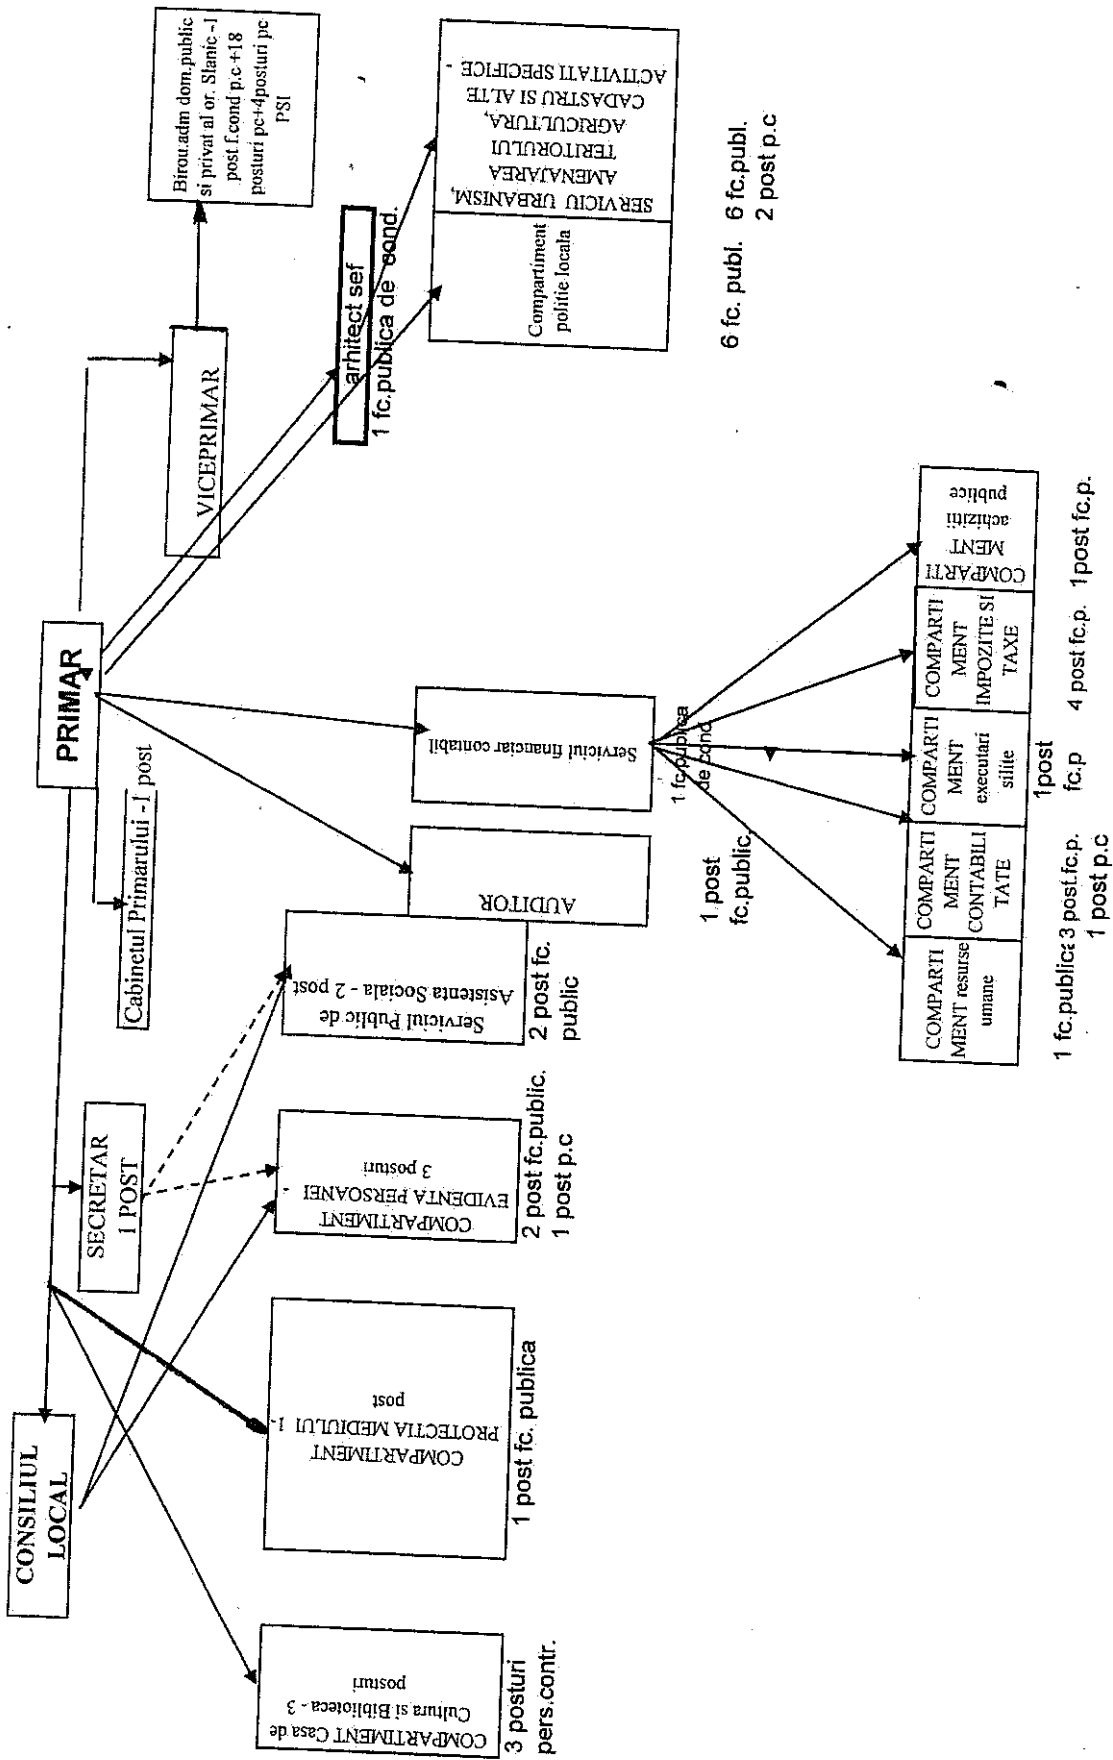 CONSILIUL
LOCAL
PRIMAR
SECRETAR
1 POST
Cabinetul Primarului -1 post
VICEPRIMAR
Birou.adm dom.public
si privat al or. Slanic -1
post f.cond p.c +18
posturi pc+4posturi pc
PSI
arhitect sef
1 fc.publica de cond.
COMPARTIMENT Casa de
Cultura si Biblioteca - 3
posturi
3 posturi
pers.contr.
COMPARTIMENT
PROTECTIA MEDIULUI 1-
post
1 post fc. publica
COMPARTIMENT
EVIDENTA PERSOANEI -
3 posturi
2 post fc.public.
1 post p.c
Serviciul Public de
Asistenta Sociala - 2 post
2 post fc.
public
AUDITOR
1 post
fc.public.
Serviciul financiar contabil
1 fc.publica
de cond
Compartiment
politie locala
6 fc. publ.
SERVICIU URBANISM,
AMENAJAREA
TERITORULUI
AGRICULTURA,
CADASTRU SI ALTE
ACTIVITATI SPECIFICE -
6 fc.publ.
2 post p.c
COMPARTI
MENT resurse
umane
1 fc.publica
COMPARTI
MENT
CONTABILI
TATE
3 post.fc.p.
1 post p.c
COMPARTI
MENT
executari
silite
1post
fc.p
COMPARTI
MENT
IMPOZITE SI
TAXE
4 post fc.p.
COMPARTI
MENT
achizitii
publice
1post fc.p.